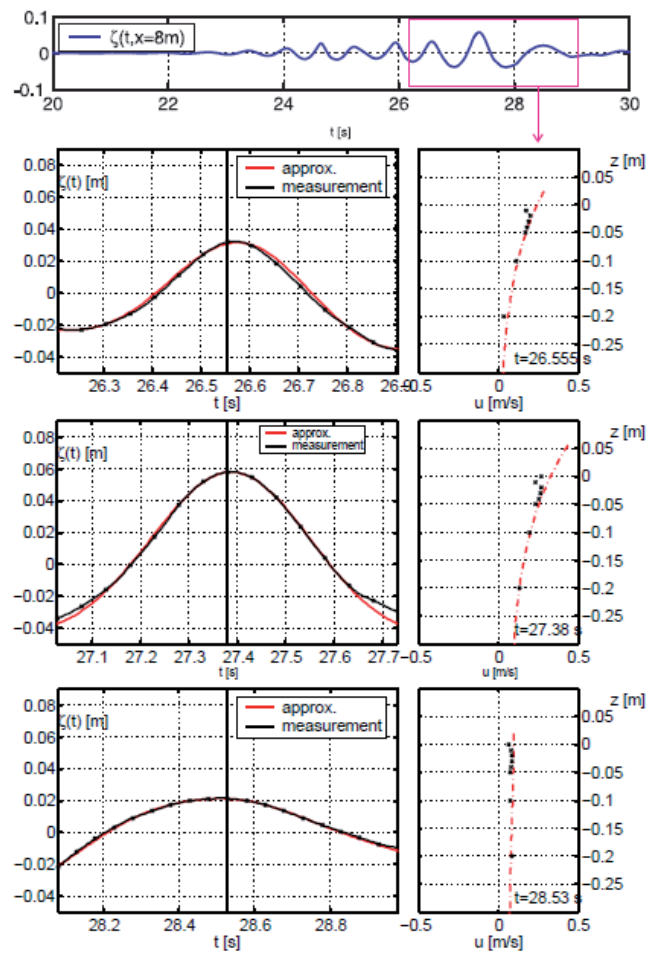 0.1
0
-0.1
ζ(t,x=8m)
20 22 24 26 28 30
t [s]
0.08
ζ(t) [m]
0.06
0.04
0.02
0
−0.02
−0.04
approx.
measurement
26.3 26.4 26.5 26.6 26.7 26.8 26.9
t [s]
z [m]
0.05
0
−0.05
−0.1
−0.15
−0.2
−0.25
t=26.555 s
−0.5 0 0.5
u [m/s]
0.08
ζ(t) [m]
0.06
0.04
0.02
0
−0.02
−0.04
approx.
measurement
27.1 27.2 27.3 27.4 27.5 27.6 27.7
t [s]
z [m]
0.05
0
−0.05
−0.1
−0.15
−0.2
−0.25
t=27.38 s
−0.5 0 0.5
u [m/s]
0.08
ζ(t) [m]
0.06
0.04
0.02
0
−0.02
−0.04
approx.
measurement
28.2 28.4 28.6 28.8
t [s]
z [m]
0.05
0
−0.05
−0.1
−0.15
−0.2
−0.25
t=28.53 s
−0.5 0 0.5
u [m/s]